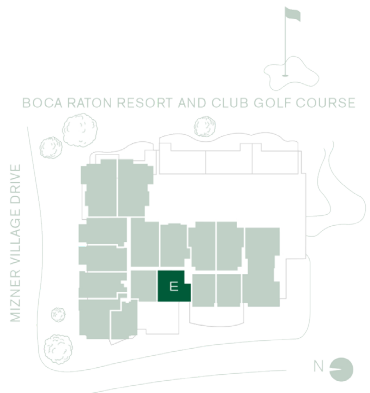 BOCA RATON RESORT AND CLUB GOLF COURSE
MIZNER VILLAGE DRIVE
E
N